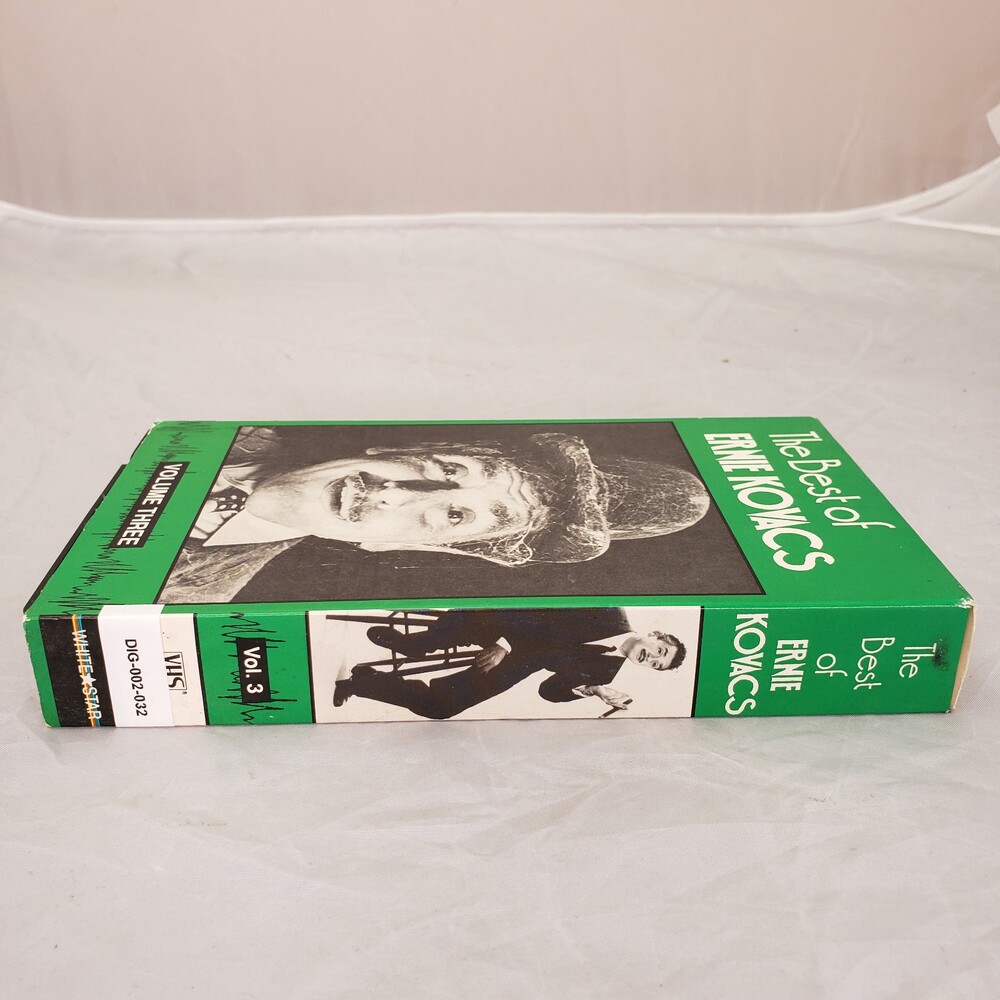 The Best of
ERNIE KOVACS
VOLUME THREE
The
Best
of
ERNIE
KOVACS
Vol. 3
VHS
DIG-002-032
WHITE★STAR